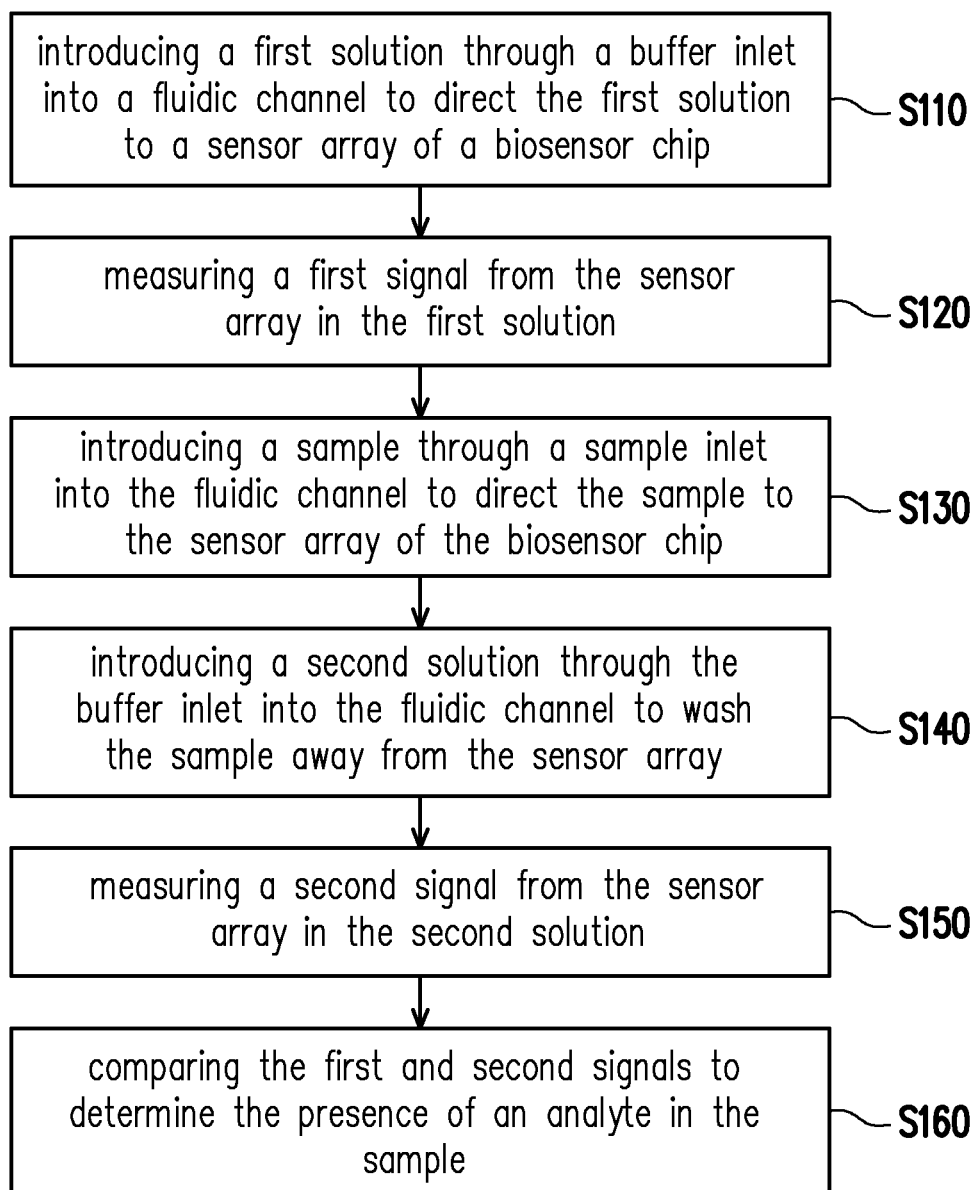 introducing a first solution through a buffer inlet
into a fluidic channel to direct the first solution
to a sensor array of a biosensor chip
S110
measuring a first signal from the sensor
array in the first solution
S120
introducing a sample through a sample inlet
into the fluidic channel to direct the sample to
the sensor array of the biosensor chip
S130
introducing a second solution through the
buffer inlet into the fluidic channel to wash
the sample away from the sensor array
S140
measuring a second signal from the sensor
array in the second solution
S150
comparing the first and second signals to
determine the presence of an analyte in the
sample
S160